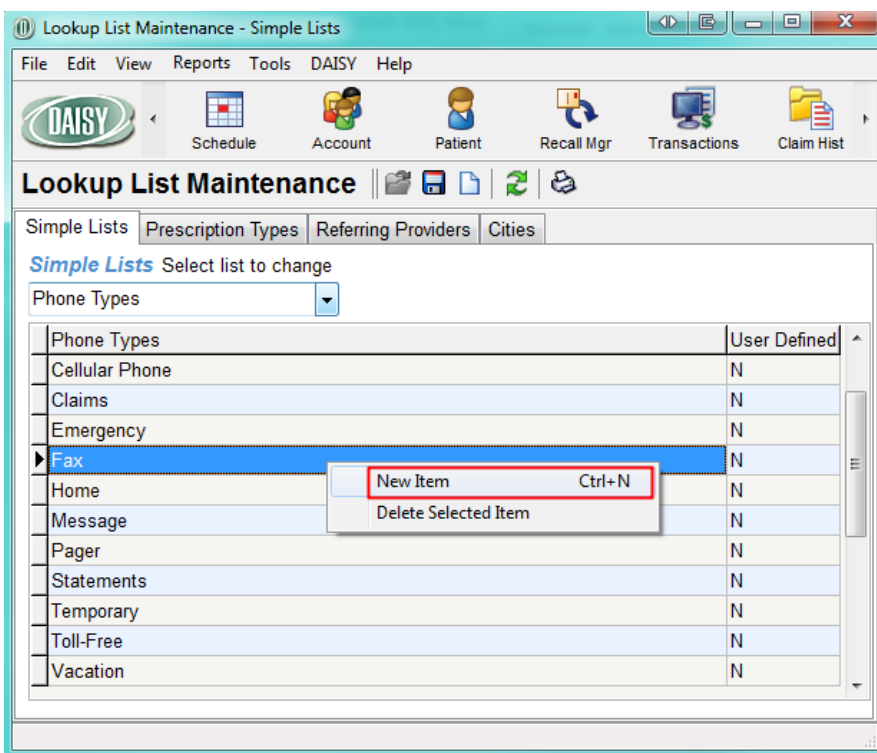 Lookup List Maintenance - Simple Lists
File Edit View Reports Tools DAISY Help
DAISY Schedule Account Patient Recall Mgr Transactions Claim Hist
Lookup List Maintenance
Simple Lists Prescription Types Referring Providers Cities
Simple Lists Select list to change
Phone Types
Phone Types User Defined
Cellular Phone N
Claims N
Emergency N
Fax N
New Item Ctrl+N
Home N
Delete Selected Item
Message N
Pager N
Statements N
Temporary N
Toll-Free N
Vacation N